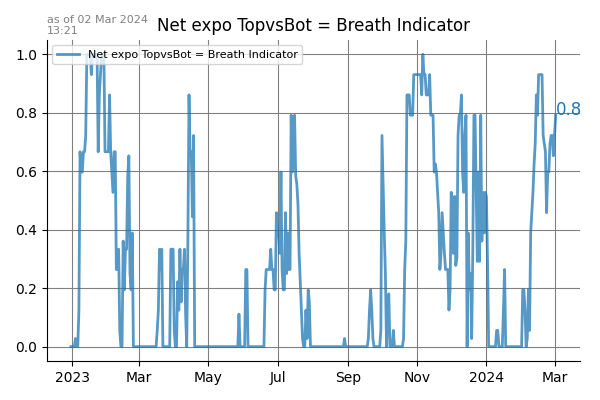 as of 02 Mar 2024
13:21
Net expo TopvsBot = Breath Indicator
Net expo TopvsBot = Breath Indicator
1.0
0.8
0.8
0.6
0.4
0.2
0.0
2023 Mar May Jul Sep Nov 2024 Mar